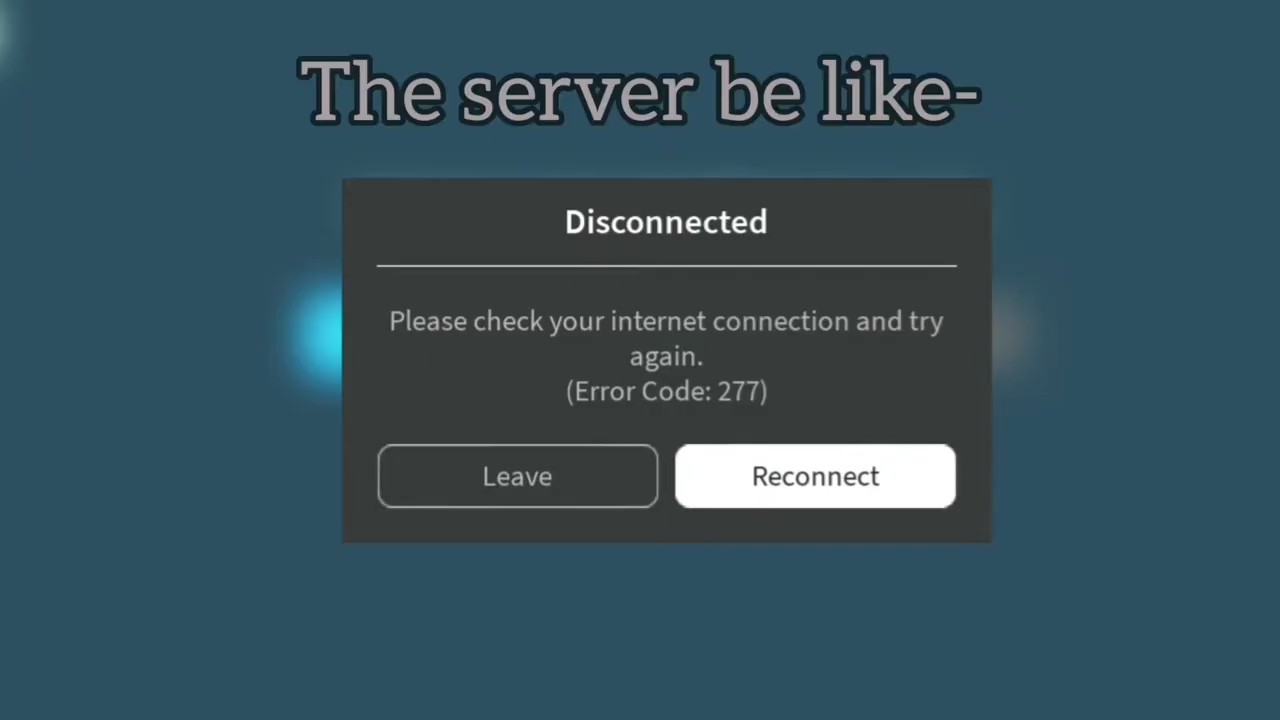 The server be like-
Disconnected
Please check your internet connection and try
again.
(Error Code: 277)
Leave
Reconnect